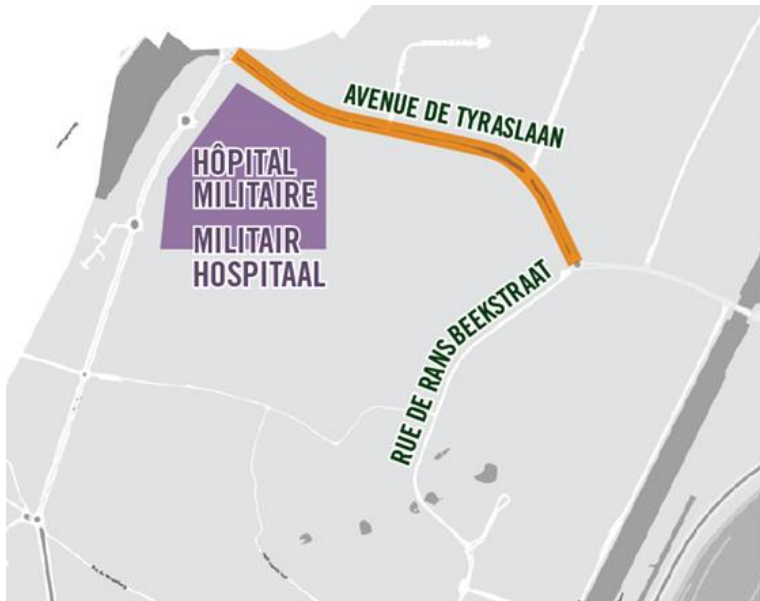 AVENUE DE TYRASLAAN
HÔPITAL
MILITAIRE
MILITAIR
HOSPITAAL
RUE DE RANSBEEKSTRAAT